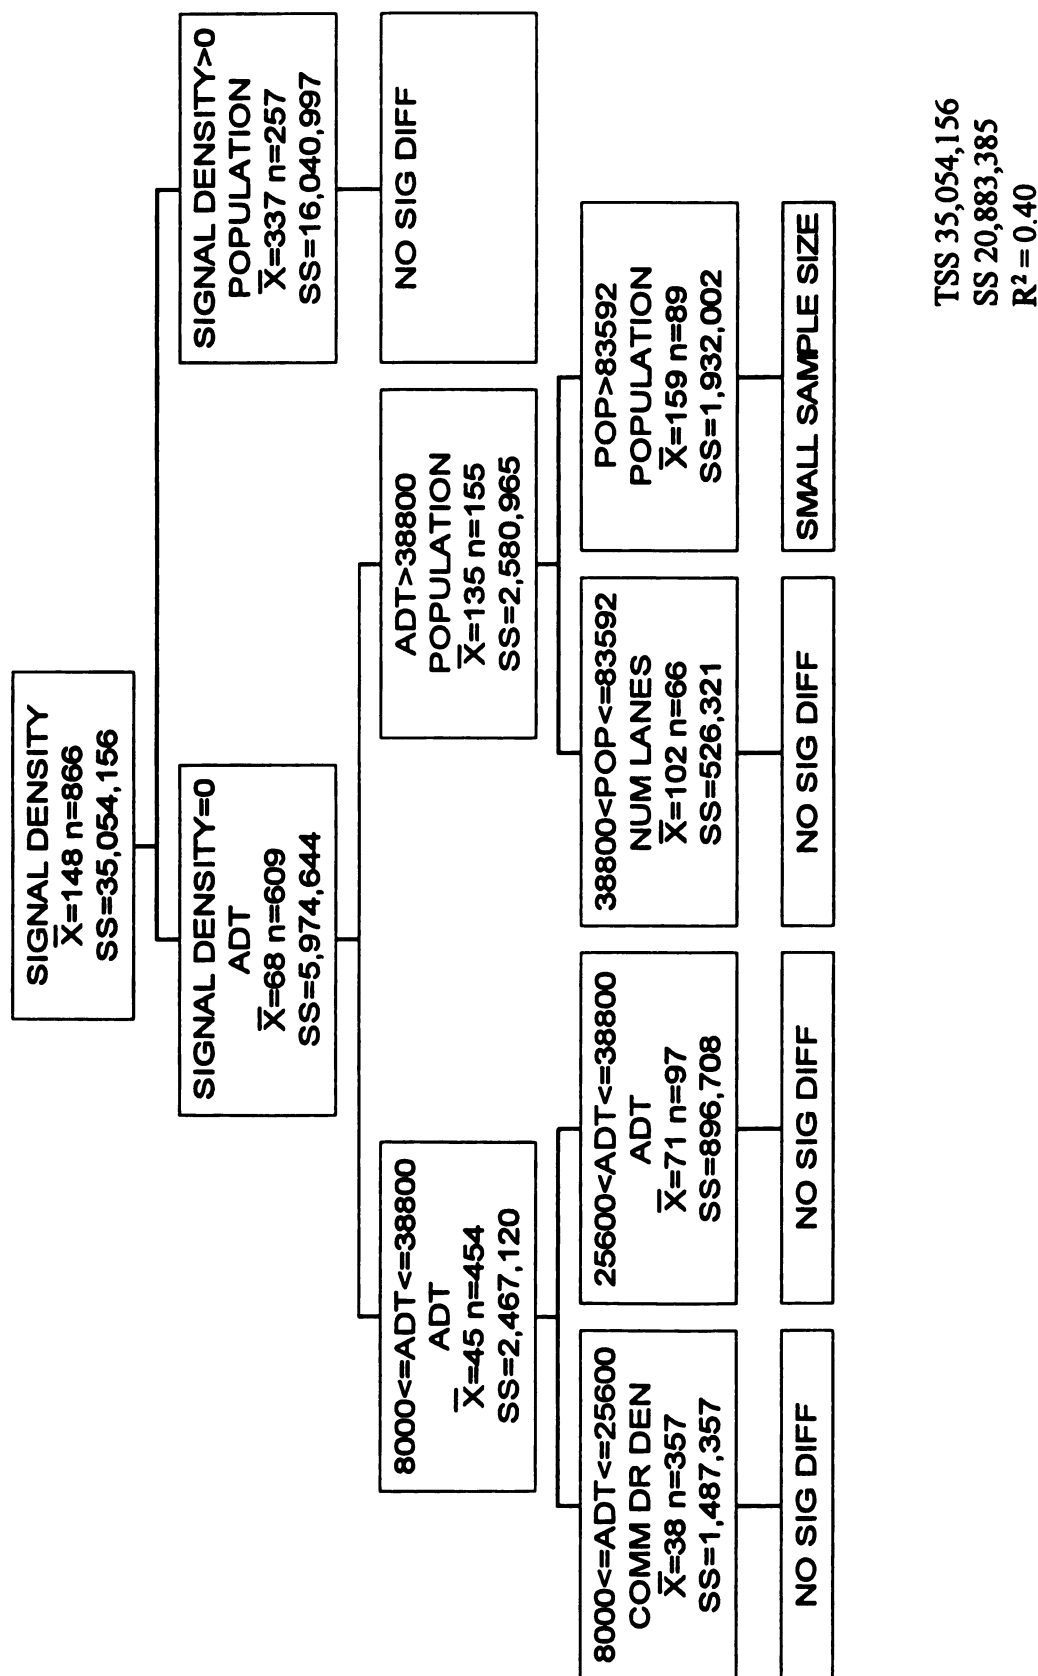 SIGNAL DENSITY
X̅=148 n=866
SS=35,054,156
SIGNAL DENSITY=0
ADT
X̅=68 n=609
SS=5,974,644
SIGNAL DENSITY>0
POPULATION
X̅=337 n=257
SS=16,040,997
8000<=ADT<=38800
ADT
X̅=45 n=454
SS=2,467,120
ADT>38800
POPULATION
X̅=135 n=155
SS=2,580,965
NO SIG DIFF
8000<=ADT<=25600
COMM DR DEN
X̅=38 n=357
SS=1,487,357
25600<ADT<=38800
ADT
X̅=71 n=97
SS=896,708
38800<POP<=83592
NUM LANES
X̅=102 n=66
SS=526,321
POP>83592
POPULATION
X̅=159 n=89
SS=1,932,002
NO SIG DIFF
NO SIG DIFF
NO SIG DIFF
SMALL SAMPLE SIZE
TSS 35,054,156
SS 20,883,385
R² = 0.40